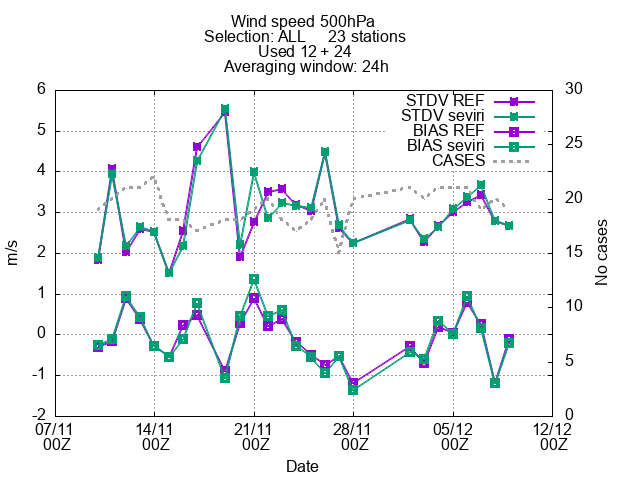 Wind speed 500hPa
Selection: ALL 23 stations
Used 12 + 24
Averaging window: 24h
STDV REF
STDV seviri
BIAS REF
BIAS seviri
CASES
6
5
4
3
2
1
0
-1
-2
m/s
30
25
20
15
10
5
0
No cases
07/11 14/11 21/11 28/11 05/12 12/12
00Z 00Z 00Z 00Z 00Z 00Z
Date